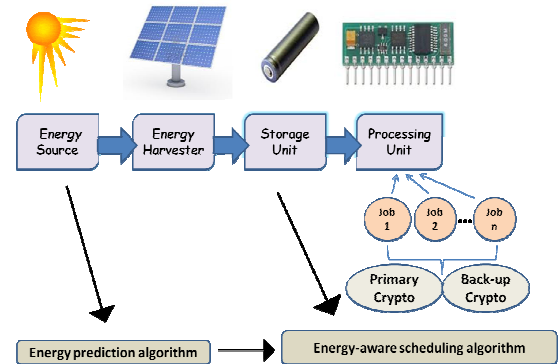 Energy
Source
Energy
Harvester
Storage
Unit
Processing
Unit
Job
1
Job
2
...
Job
n
Primary
Crypto
Back-up
Crypto
Energy prediction algorithm
Energy-aware scheduling algorithm